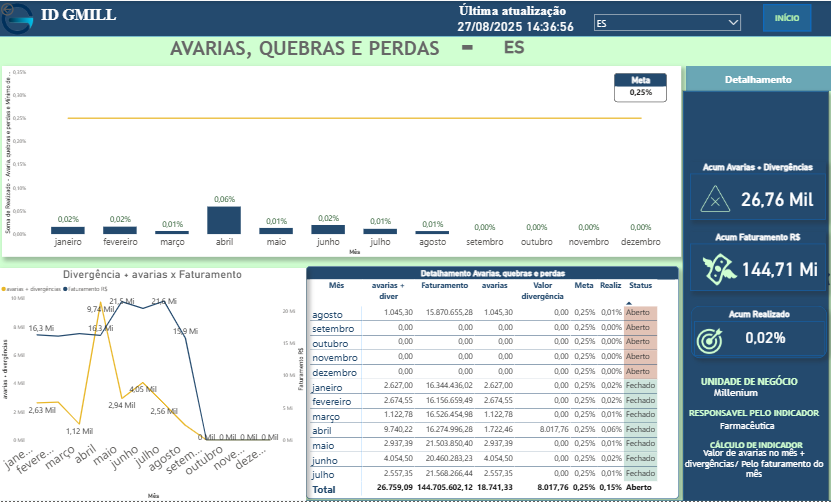 ID GMILL
Última atualização
27/08/2025 14:36:56
ES
INÍCIO
AVARIAS, QUEBRAS E PERDAS - ES
Soma de Realizado - Avaria, quebras e perdas e Mínimo de...
0,35%
0,30%
0,25%
0,20%
0,15%
0,10%
0,05%
0,00%
Meta
0,25%
0,02% 0,02% 0,01% 0,06% 0,01% 0,02% 0,01% 0,01% 0,00% 0,00% 0,00% 0,00%
janeiro fevereiro março abril maio junho julho agosto setembro outubro novembro dezembro
Mês
Detalhamento
Acum Avarias + Divergências
26,76 Mil
Acum Faturamento R$
144,71 Mi
Acum Realizado
0,02%
UNIDADE DE NEGÓCIO
Millenium
RESPONSAVEL PELO INDICADOR
Farmacêutica
CÁLCULO DE INDICADOR
Valor de avarias no mês +
divergências/ Pelo faturamento do
mês
Divergência + avarias x Faturamento
avarias + divergências Faturamento R$
avarias + divergências
10 Mil
8 Mil
6 Mil
4 Mil
2 Mil
0 Mil
16,3 Mi
2,63 Mil
1,12 Mil
9,74 Mil
16,3 Mi
21,5 Mi
2,94 Mil
4,05 Mil
21,6 Mi
2,56 Mil
15,9 Mi
0 Mil 0 Mil 0 Mil 0 Mil
20 Mi
15 Mi
10 Mi
5 Mi
0 Mi
Faturamento R$
jane... fevere... março abril maio junho julho agosto setem... outubro nove... deze...
Mês
Detalhamento Avarias, quebras e perdas
Mês avarias + diver Faturamento avarias Valor divergência Meta Realiz Status
agosto 1.045,30 15.870.655,28 1.045,30 0,00 0,25% 0,01% Aberto
setembro 0,00 0,00 0,00 0,00 0,25% 0,00% Aberto
outubro 0,00 0,00 0,00 0,00 0,25% 0,00% Aberto
novembro 0,00 0,00 0,00 0,00 0,25% 0,00% Aberto
dezembro 0,00 0,00 0,00 0,00 0,25% 0,00% Aberto
janeiro 2.627,00 16.344.436,02 2.627,00 0,00 0,25% 0,02% Fechado
fevereiro 2.674,55 16.156.659,49 2.674,55 0,00 0,25% 0,02% Fechado
março 1.122,78 16.526.454,98 1.122,78 0,00 0,25% 0,01% Fechado
abril 9.740,22 16.274.996,28 1.722,46 8.017,76 0,25% 0,06% Fechado
maio 2.937,39 21.503.850,40 2.937,39 0,00 0,25% 0,01% Fechado
junho 4.054,50 20.460.283,23 4.054,50 0,00 0,25% 0,02% Fechado
julho 2.557,35 21.568.266,44 2.557,35 0,00 0,25% 0,01% Fechado
Total 26.759,09 144.705.602,12 18.741,33 8.017,76 0,25% 0,15% Aberto